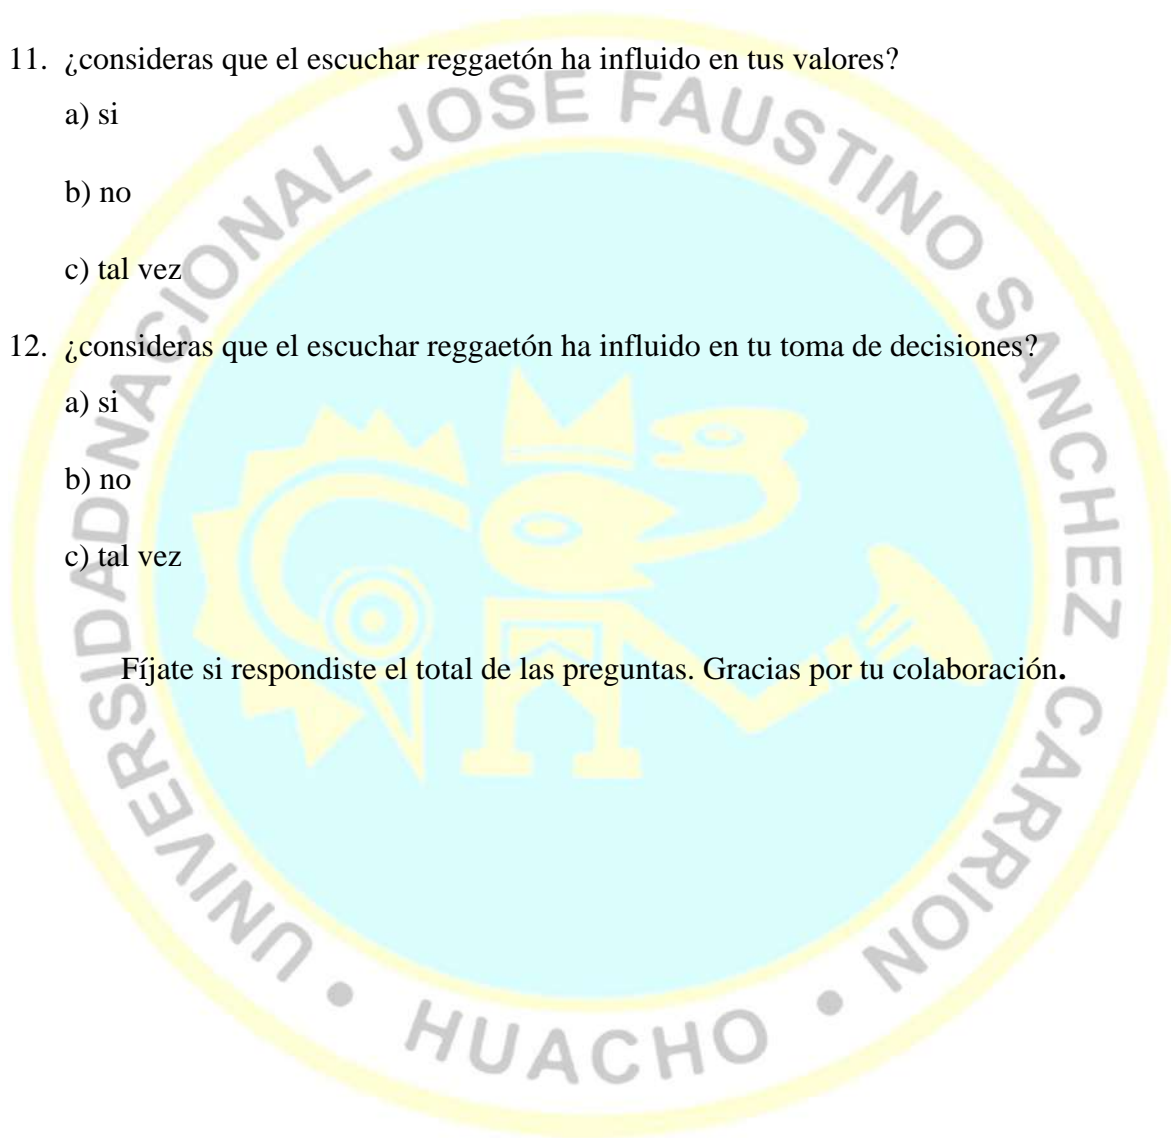 11. ¿consideras que el escuchar reggaetón ha influido en tus valores?
a) si
b) no
c) tal vez
12. ¿consideras que el escuchar reggaetón ha influido en tu toma de decisiones?
a) si
b) no
c) tal vez
Fíjate si respondiste el total de las preguntas. Gracias por tu colaboración.
UNIVERSIDAD NACIONAL JOSE FAUSTINO SANCHEZ CARRION • HUACHO •